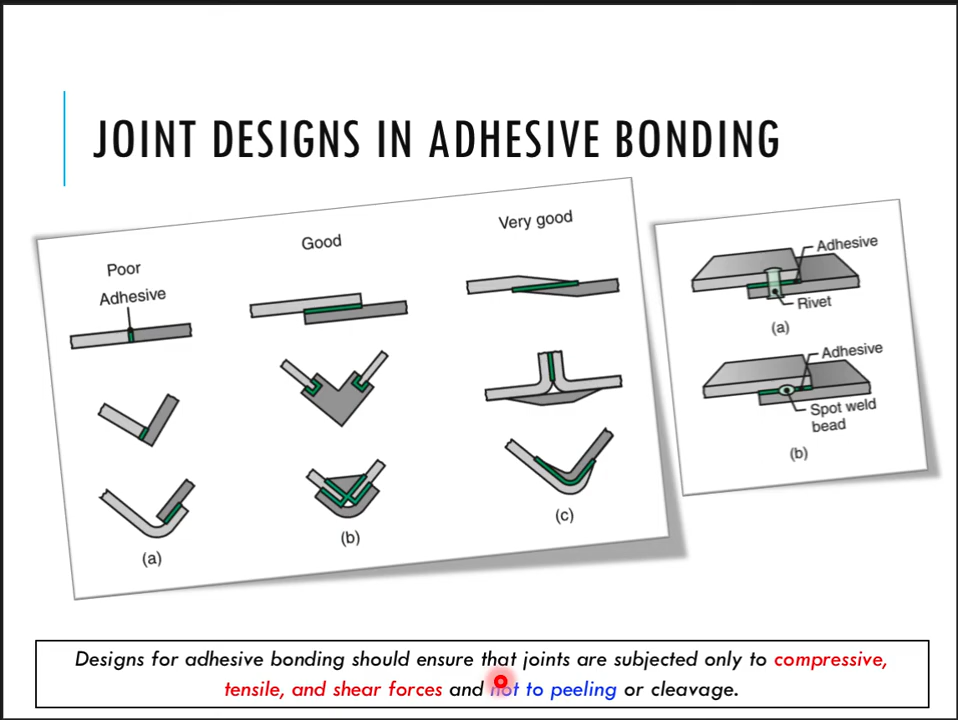 JOINT DESIGNS IN ADHESIVE BONDING
Poor
Adhesive
(a)
Good
(b)
Very good
(c)
Adhesive
Rivet
(a)
Adhesive
Spot weld
bead
(b)
Designs for adhesive bonding should ensure that joints are subjected only to compressive,
tensile, and shear forces and not to peeling or cleavage.